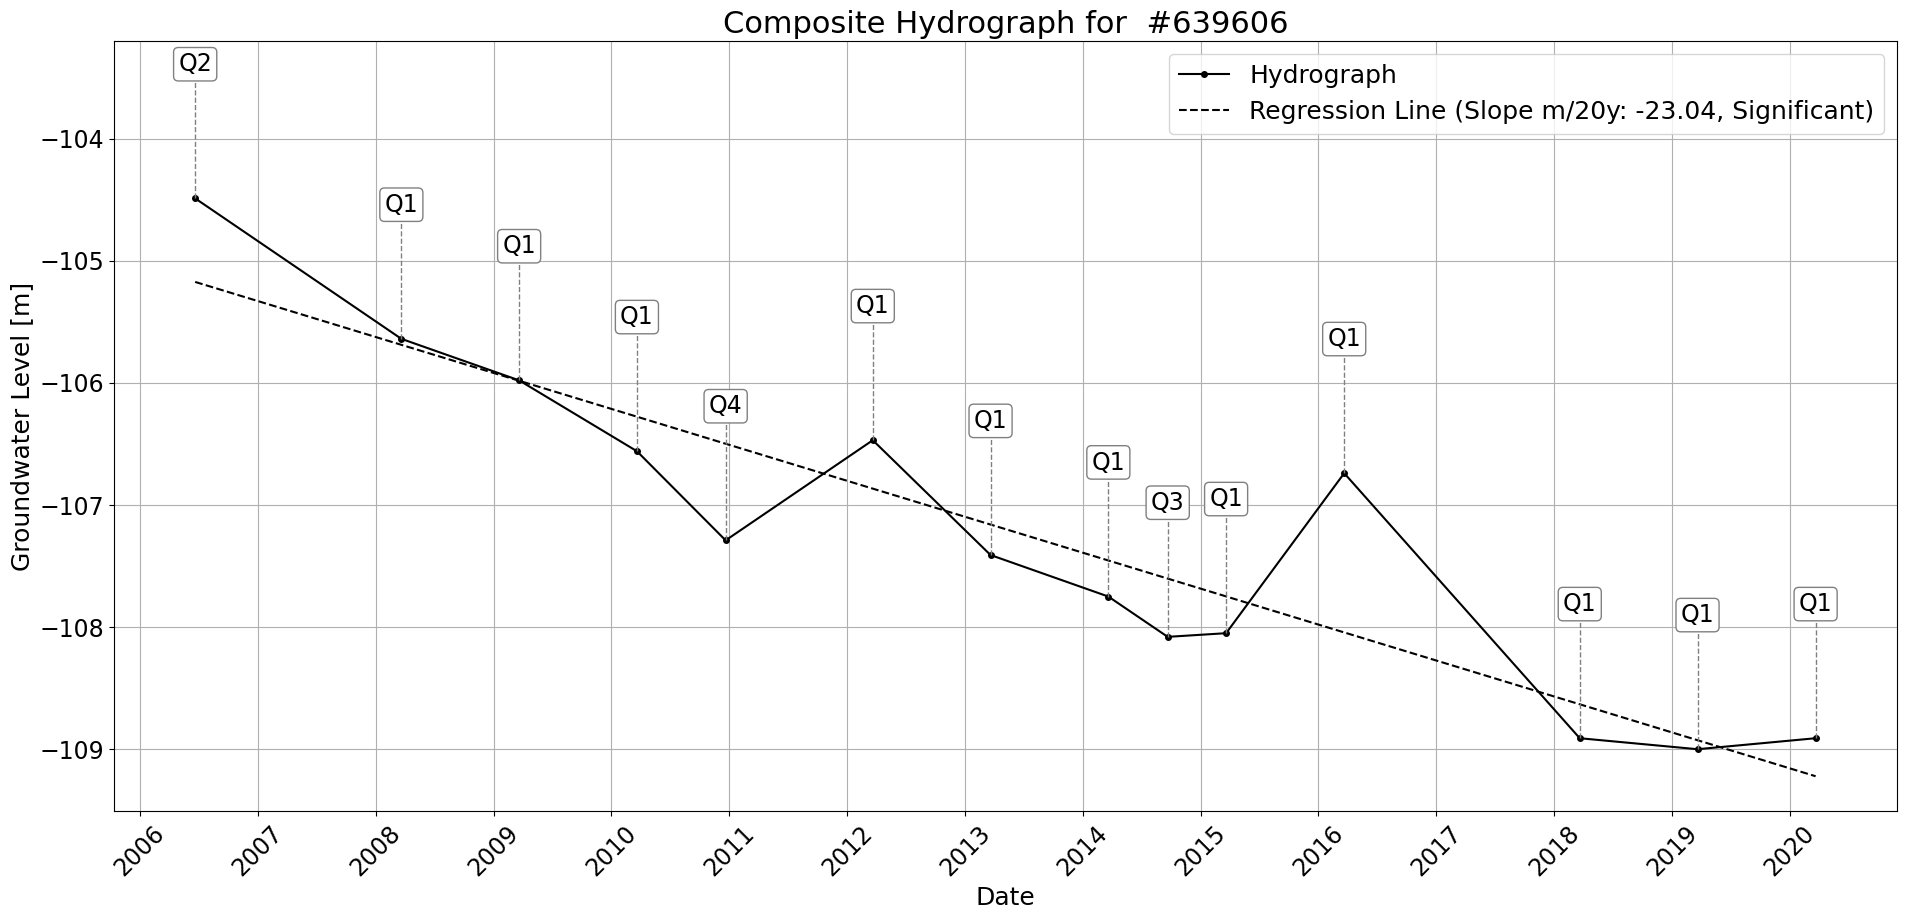 Composite Hydrograph for  #639606
Hydrograph
Regression Line (Slope m/20y: -23.04, Significant)
Q2
Q1
Q1
Q1
Q4
Q1
Q1
Q1
Q3
Q1
Q1
Q1
Q1
Q1
Groundwater Level [m]
−104
−105
−106
−107
−108
−109
2006
2007
2008
2009
2010
2011
2012
2013
2014
2015
2016
2017
2018
2019
2020
Date